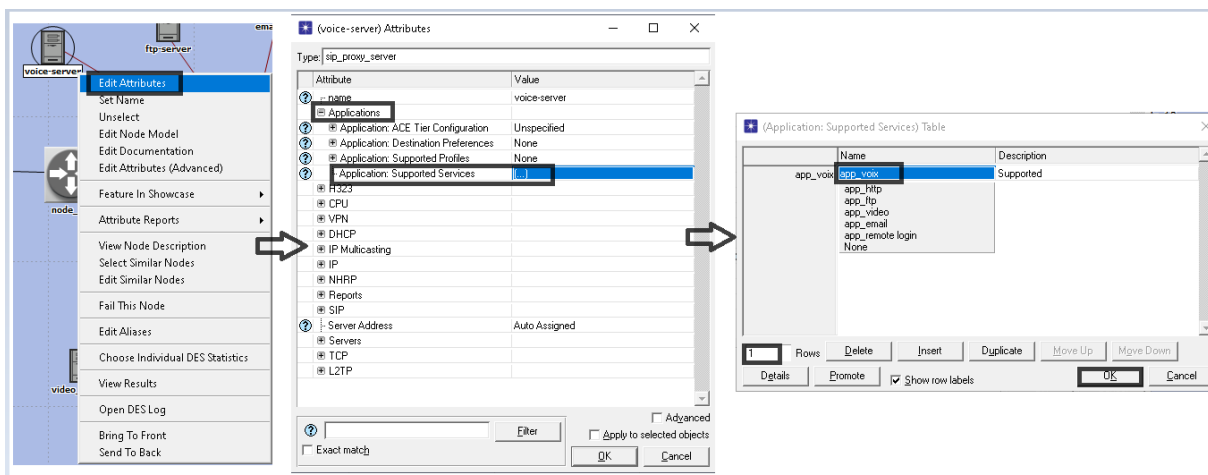 ema
ftp-server
voice-server
Edit Attributes
Set Name
Unselect
Edit Node Model
Edit Documentation
Edit Attributes (Advanced)
Feature In Showcase
Attribute Reports
View Node Description
Select Similar Nodes
Edit Similar Nodes
Fail This Node
Edit Aliases
Choose Individual DES Statistics
View Results
Open DES Log
Bring To Front
Send To Back
node_
video_
(voice-server) Attributes
Type: sip_proxy_server
Attribute Value
name voice-server
Applications
Application: ACE Tier Configuration Unspecified
Application: Destination Preferences None
Application: Supported Profiles None
Application: Supported Services (...)
H323
CPU
VPN
DHCP
IP Multicasting
IP
NHRP
Reports
SIP
Server Address Auto Assigned
Servers
TCP
L2TP
Advanced
Filter
Apply to selected objects
Exact match
OK Cancel
(Application: Supported Services) Table
Name Description
app_voix app_voix Supported
app_http
app_ftp
app_video
app_email
app_remote login
None
1 Rows Delete Insert Duplicate Move Up Move Down
Details Promote Show row labels OK Cancel